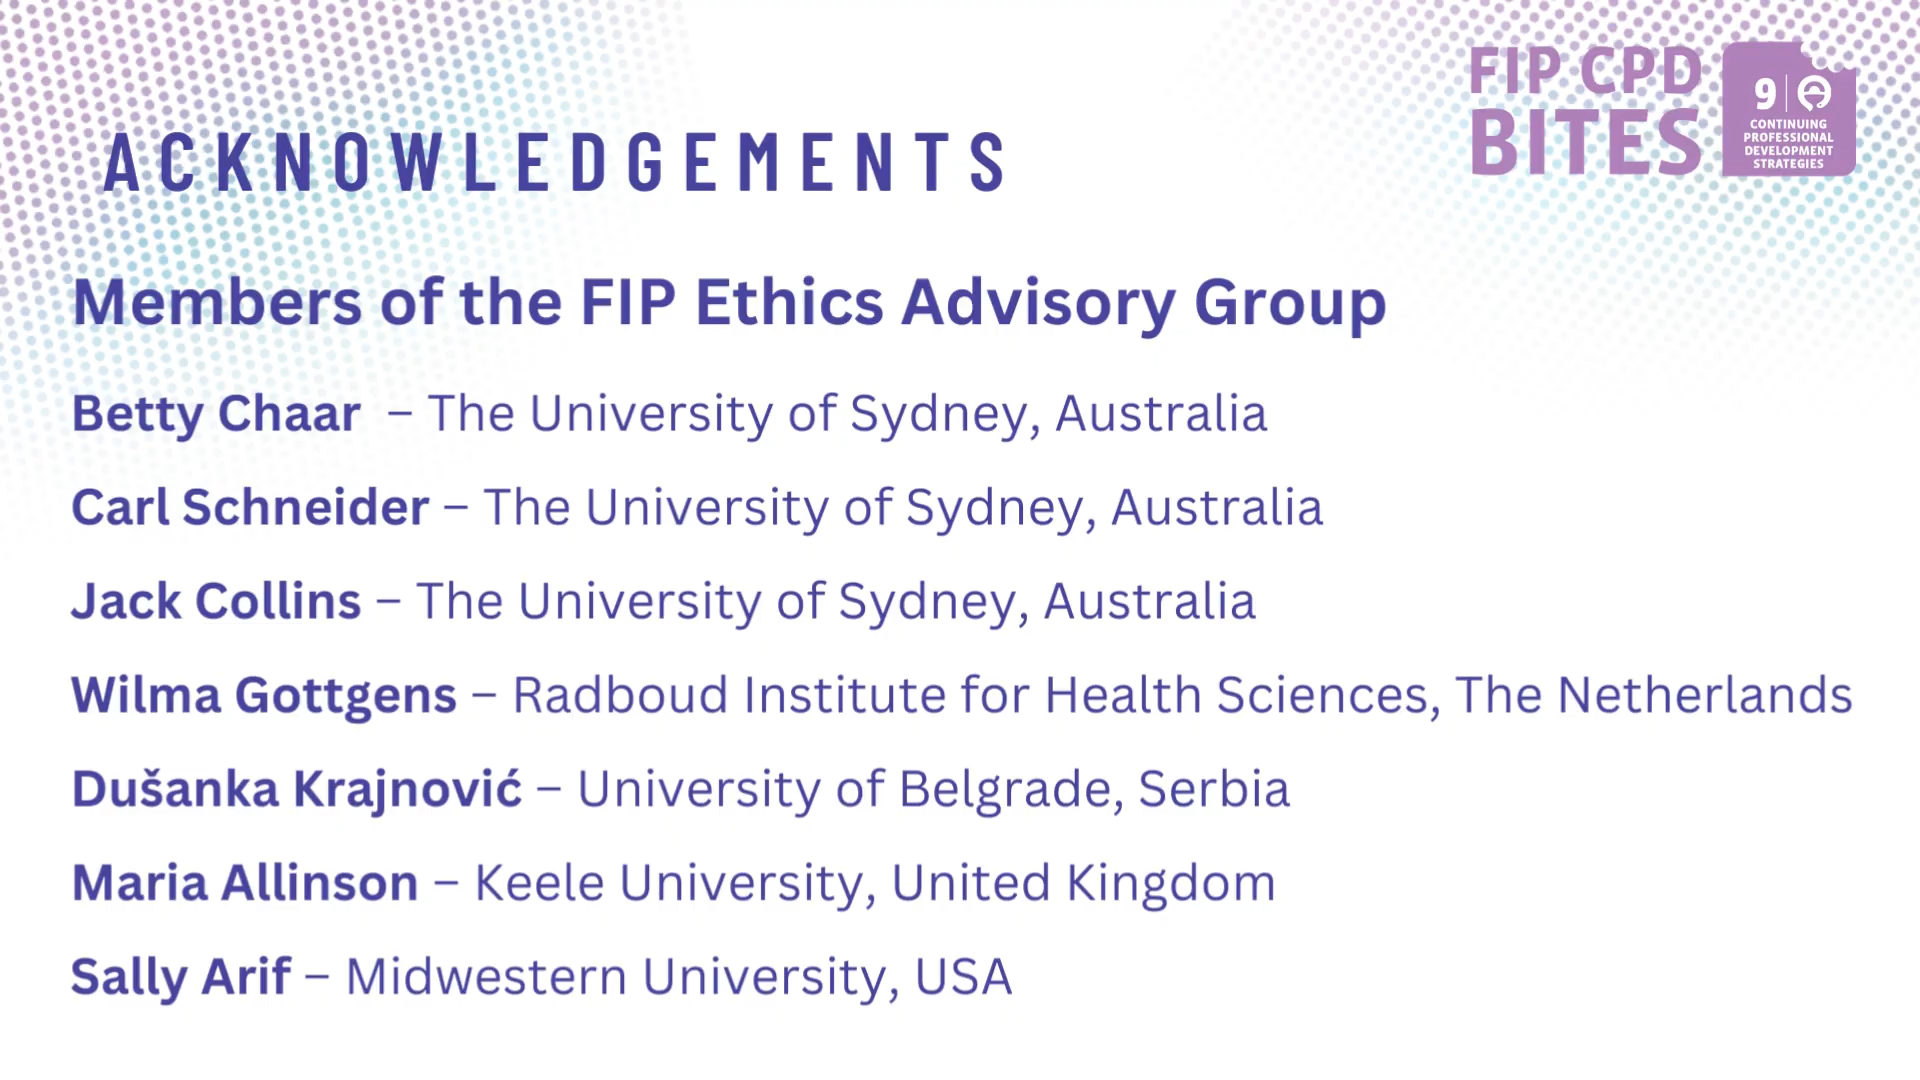 FIP CPD
BITES
9
CONTINUING
PROFESSIONAL
DEVELOPMENT
STRATEGIES
ACKNOWLEDGEMENTS
Members of the FIP Ethics Advisory Group
Betty Chaar – The University of Sydney, Australia
Carl Schneider – The University of Sydney, Australia
Jack Collins – The University of Sydney, Australia
Wilma Gottgens – Radboud Institute for Health Sciences, The Netherlands
Dušanka Krajnović – University of Belgrade, Serbia
Maria Allinson – Keele University, United Kingdom
Sally Arif – Midwestern University, USA